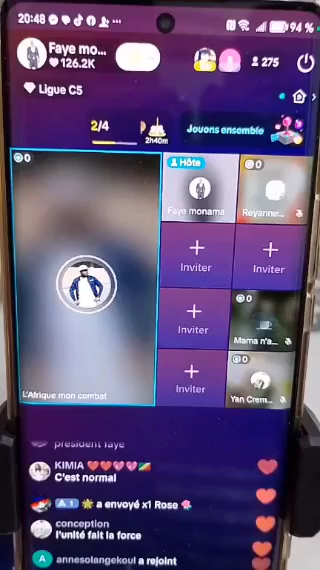 20:48
94 %
Faye mo...
126.2K
275
Ligue C5
2/4
2h40m
Jouons ensemble
0
Hôte
Faye monama
0
Reyanne...
Inviter
Inviter
Inviter
0
Mama n'a...
L'Afrique mon combat
Inviter
0
Yan Crem...
président faye
KIMIA ❤️❤️💖💖🇨🇬
C'est normal
A 1 🌟 a envoyé x1 Rose 🌹
conception
l'unité fait la force
A
annesolangekoul a rejoint